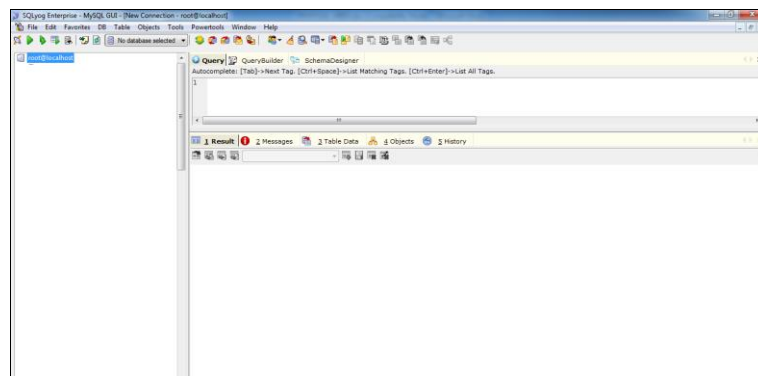 SQLyog Enterprise - MySQL GUI - [New Connection - root@localhost]
File Edit Favorites DB Table Objects Tools Powertools Window Help
No database selected
root@localhost
Query QueryBuilder SchemaDesigner
Autocomplete: [Tab]->Next Tag. [Ctrl+Space]->List Matching Tags. [Ctrl+Enter]->List All Tags.
1
1 Result 2 Messages 3 Table Data 4 Objects 5 History